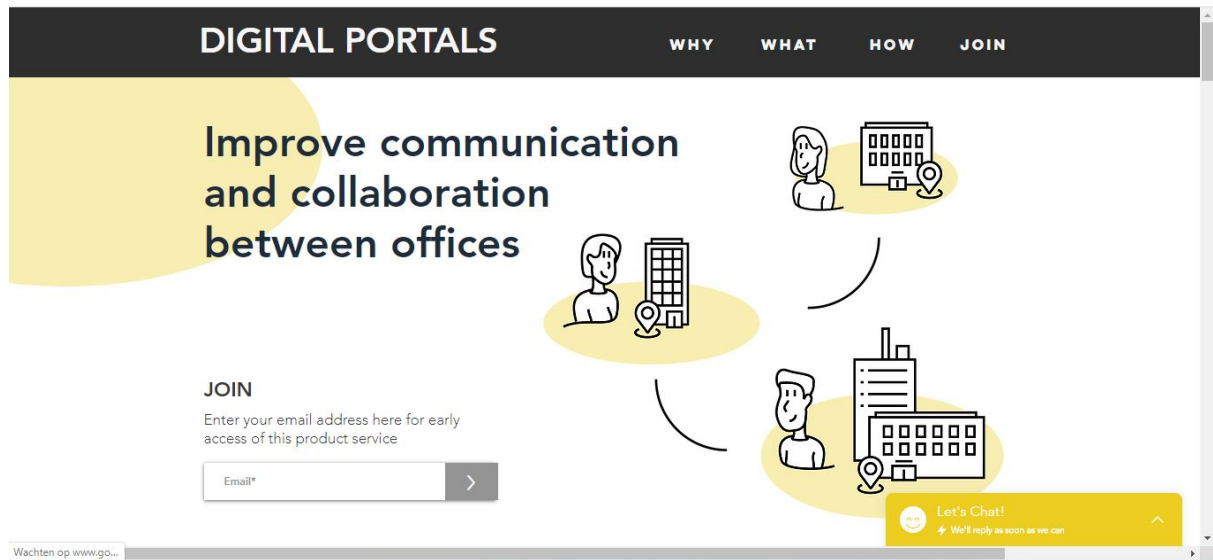 DIGITAL PORTALS
WHY WHAT HOW JOIN
Improve communication
and collaboration
between offices
JOIN
Enter your email address here for early
access of this product service
Email*
Let's Chat!
We'll reply as soon as we can
Wachten op www.go...